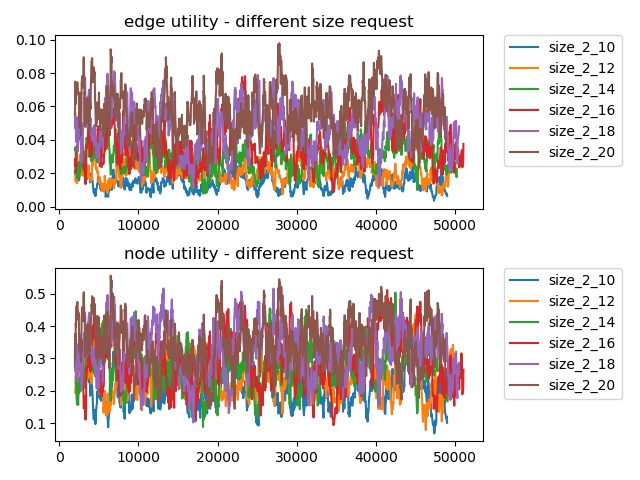 edge utility - different size request
0.10
0.08
0.06
0.04
0.02
0.00
0 10000 20000 30000 40000 50000
size_2_10
size_2_12
size_2_14
size_2_16
size_2_18
size_2_20
node utility - different size request
0.5
0.4
0.3
0.2
0.1
0 10000 20000 30000 40000 50000
size_2_10
size_2_12
size_2_14
size_2_16
size_2_18
size_2_20